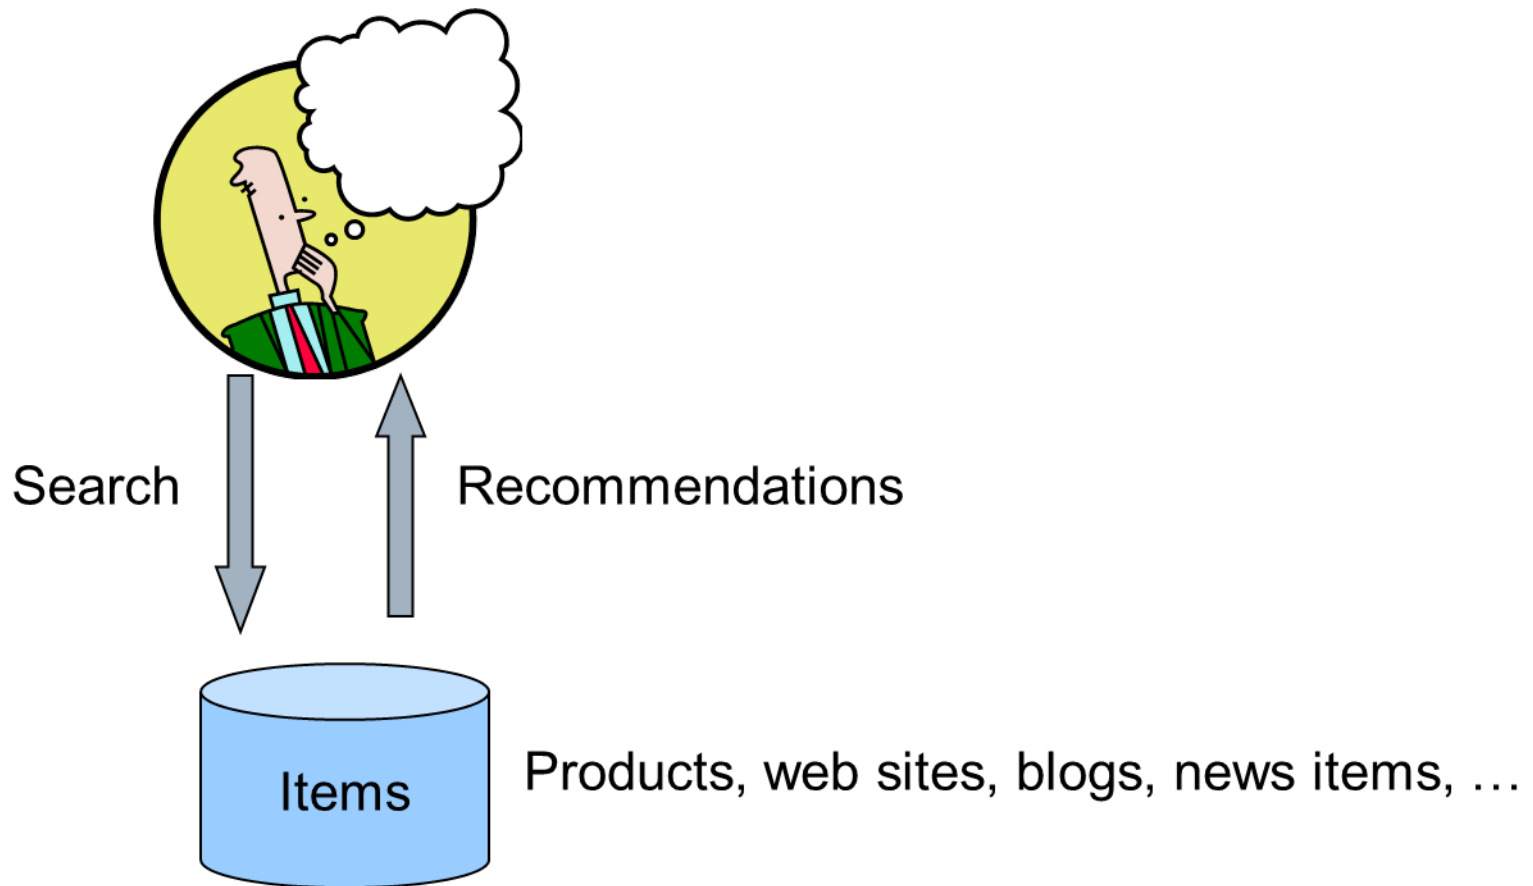 Search
Recommendations
Items
Products, web sites, blogs, news items, …